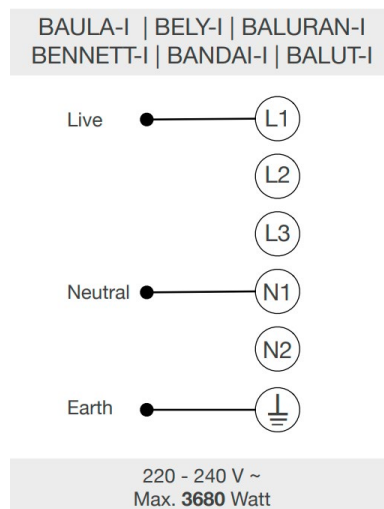 BAULA-I | BELY-I | BALURAN-I
BENNETT-I | BANDAI-I | BALUT-I
Live L1
L2
L3
Neutral N1
N2
Earth
220 - 240 V ~
Max. 3680 Watt